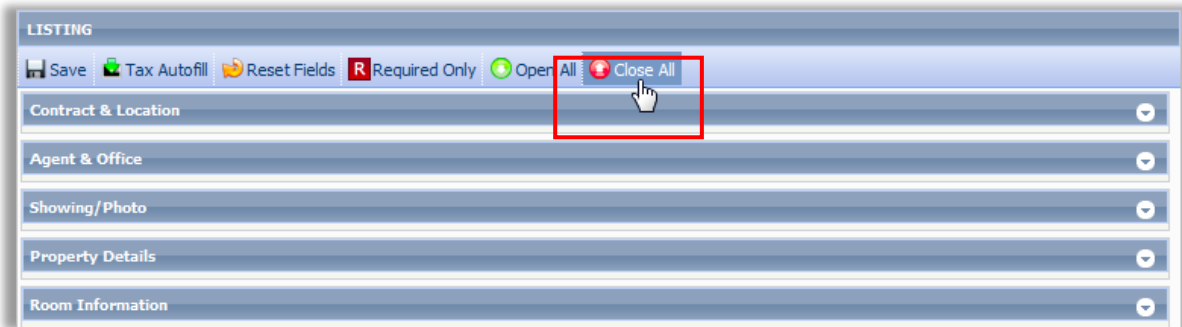 LISTING
Save Tax Autofill Reset Fields R Required Only Open All Close All
Contract & Location
Agent & Office
Showing/Photo
Property Details
Room Information